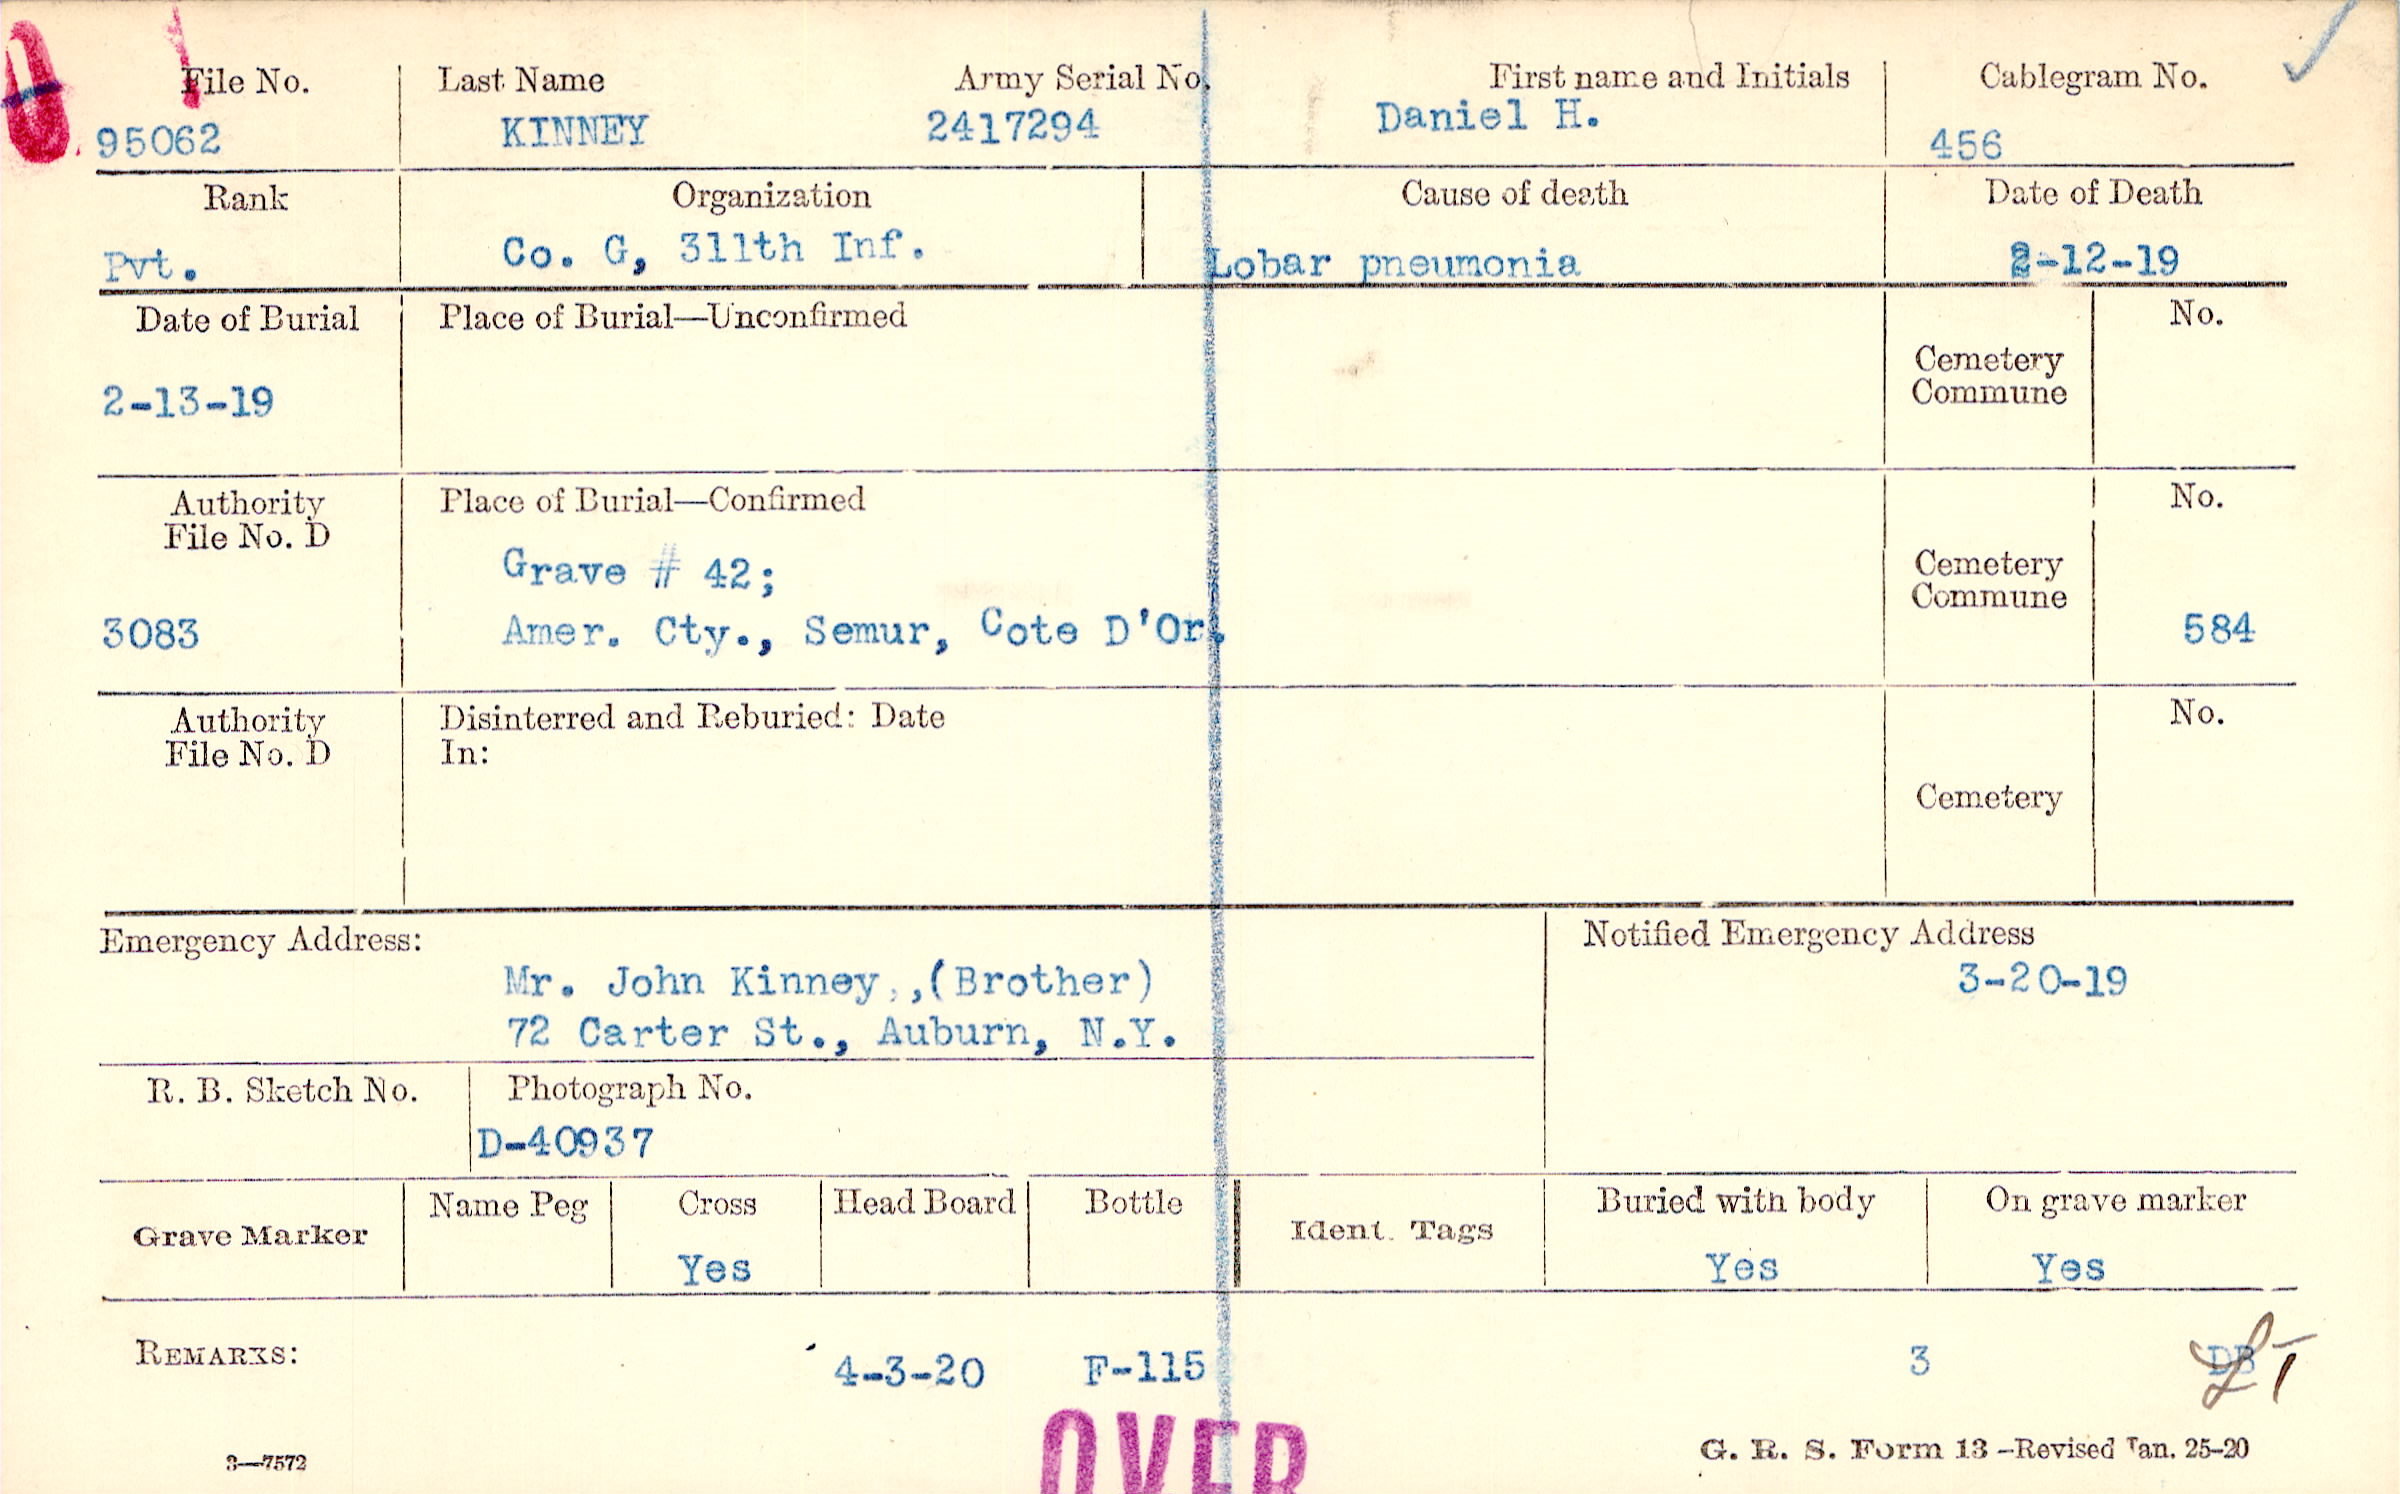 File No. Last Name Army Serial No. First name and Initials Cablegram No.
95062 KINNEY 2417294 Daniel H. 456
Rank Organization Cause of death Date of Death
Pvt. Co. G, 311th Inf. Lobar pneumonia 2-12-19
Date of Burial Place of Burial—Unconfirmed No.
Cemetery
Commune
2-13-19
Authority Place of Burial—Confirmed No.
File No. D
Grave # 42; Cemetery
Commune
3083 Amer. Cty., Semur, Cote D'Or. 584
Authority Disinterred and Reburied: Date No.
File No. D In:
Cemetery
Emergency Address: Notified Emergency Address
Mr. John Kinney,,(Brother) 3-20-19
72 Carter St., Auburn, N.Y.
R. B. Sketch No. Photograph No.
D-40937
Grave Marker Name Peg Cross Head Board Bottle Ident. Tags Buried with body On grave marker
Yes Yes Yes
REMARKS: 4-3-20 F-115 3 DB
OVER
3—7572 G. R. S. Form 13—Revised Jan. 25-20